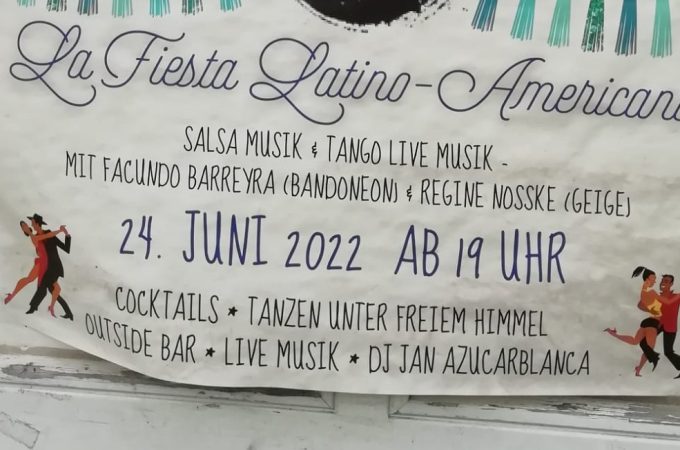 La Fiesta Latino-American
SALSA MUSIK & TANGO LIVE MUSIK -
MIT FACUNDO BARREYRA (BANDONEON) & REGINE NOSSKE (GEIGE)
24. JUNI 2022 AB 19 UHR
COCKTAILS * TANZEN UNTER FREIEM HIMMEL
OUTSIDE BAR * LIVE MUSIK * DJ JAN AZUCARBLANCA